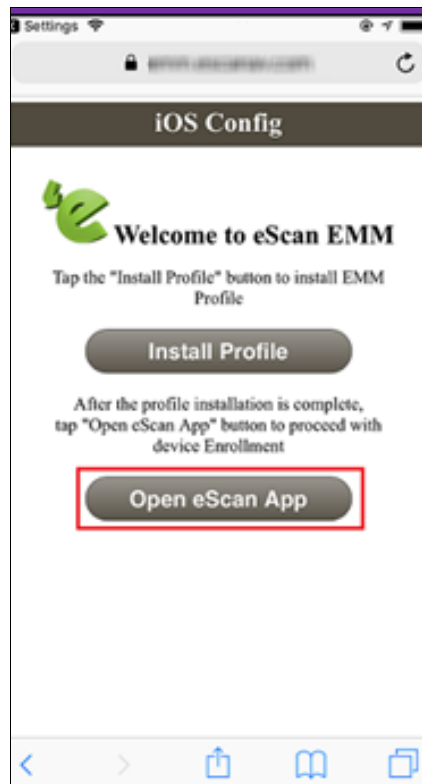 Settings
iOS Config
Welcome to eScan EMM
Tap the "Install Profile" button to install EMM
Profile
Install Profile
After the profile installation is complete,
tap "Open eScan App" button to proceed with
device Enrollment
Open eScan App